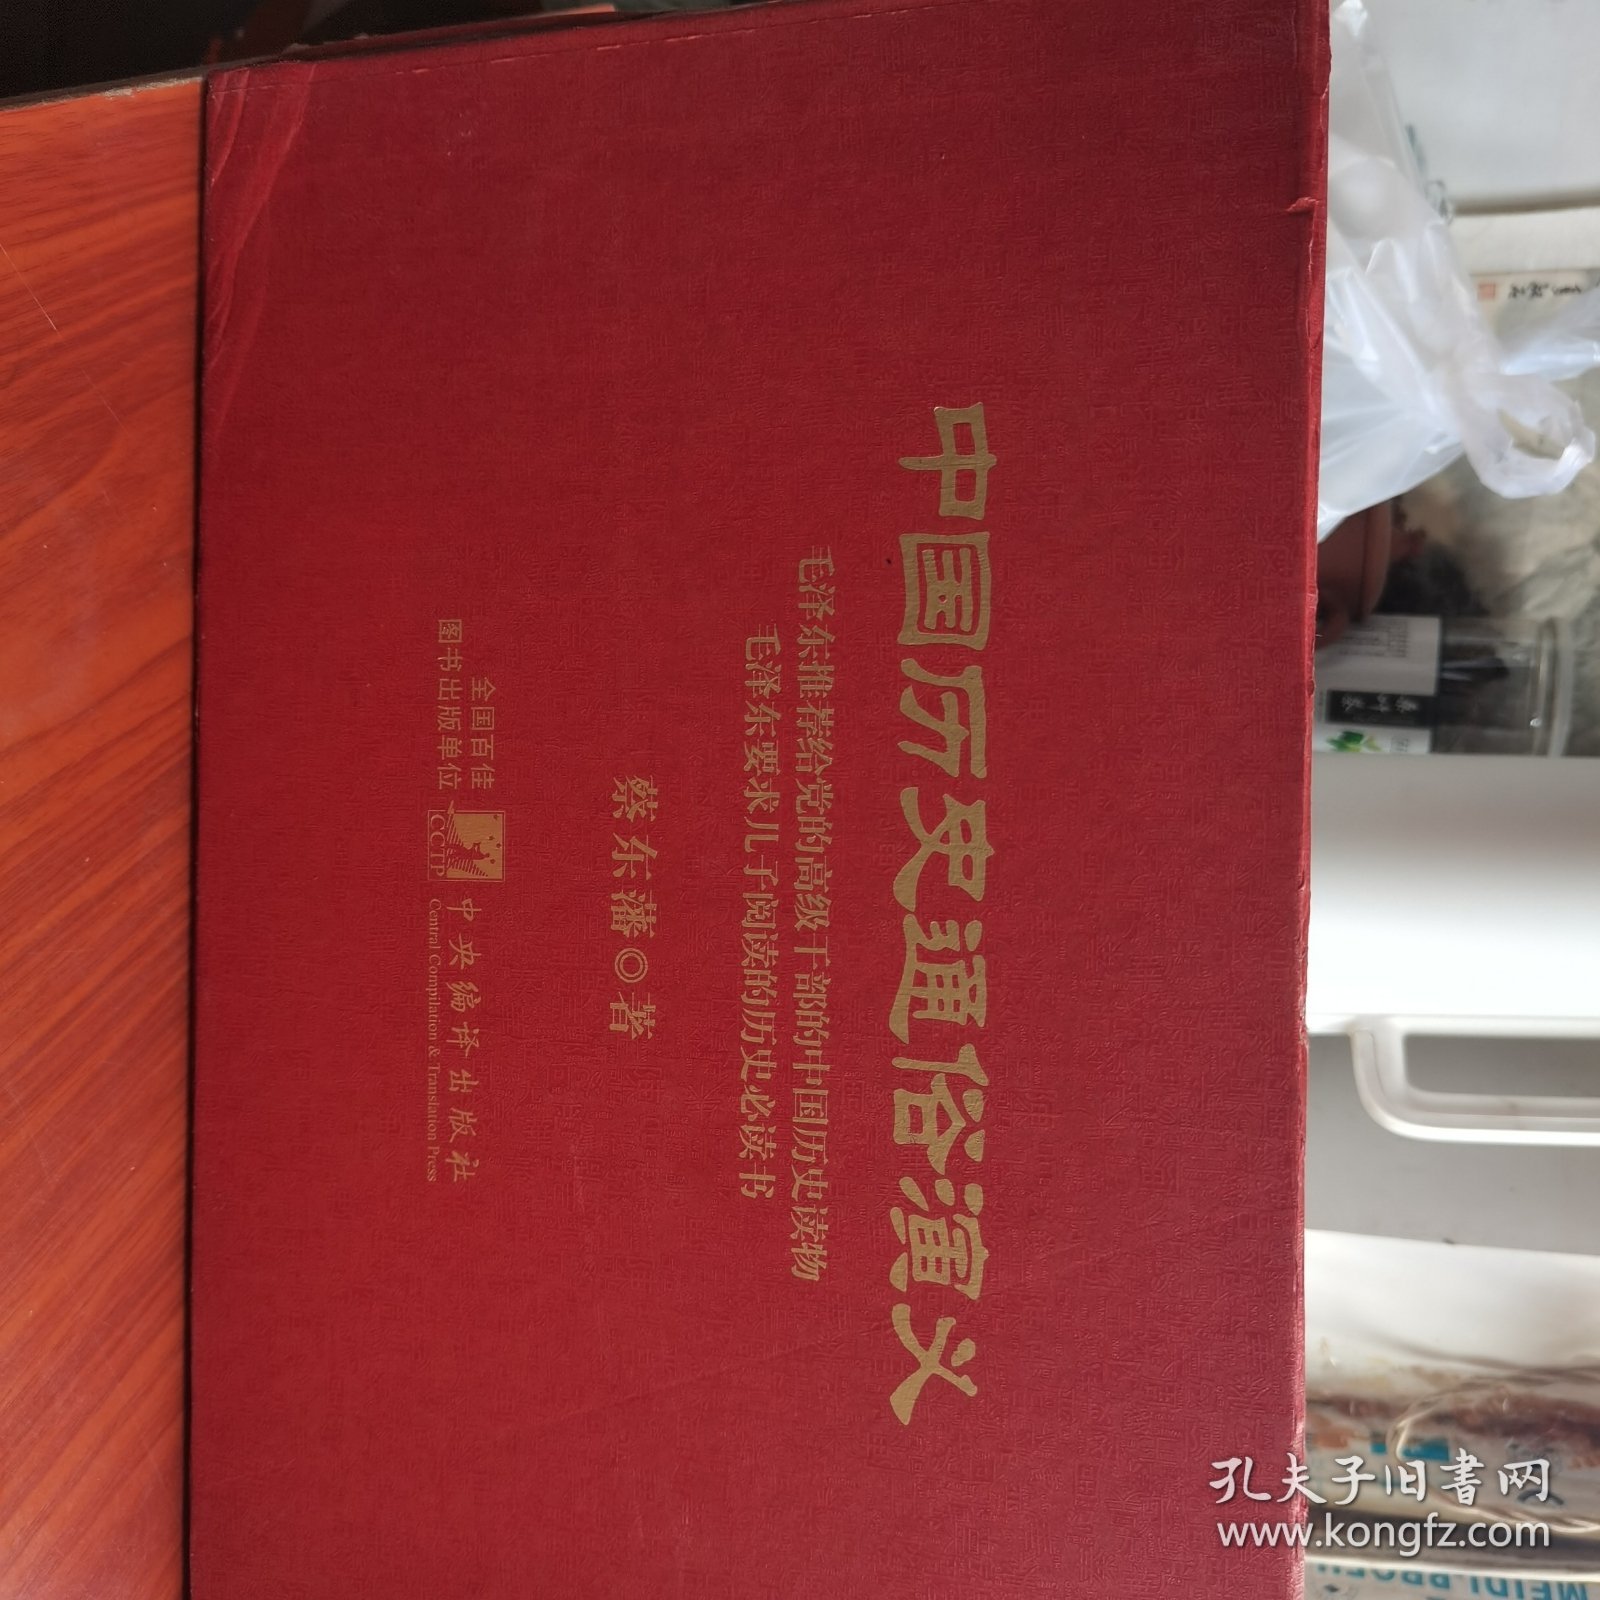 中国历史通俗演义
毛泽东推荐给党的高级干部的中国历史读物
毛泽东要求儿子阅读的历史必读书
蔡东藩◎著
全国百佳
图书出版单位
CCTP
中央编译出版社
Central Compilation & Translation Press
孔夫子旧書网
www.kongfz.com